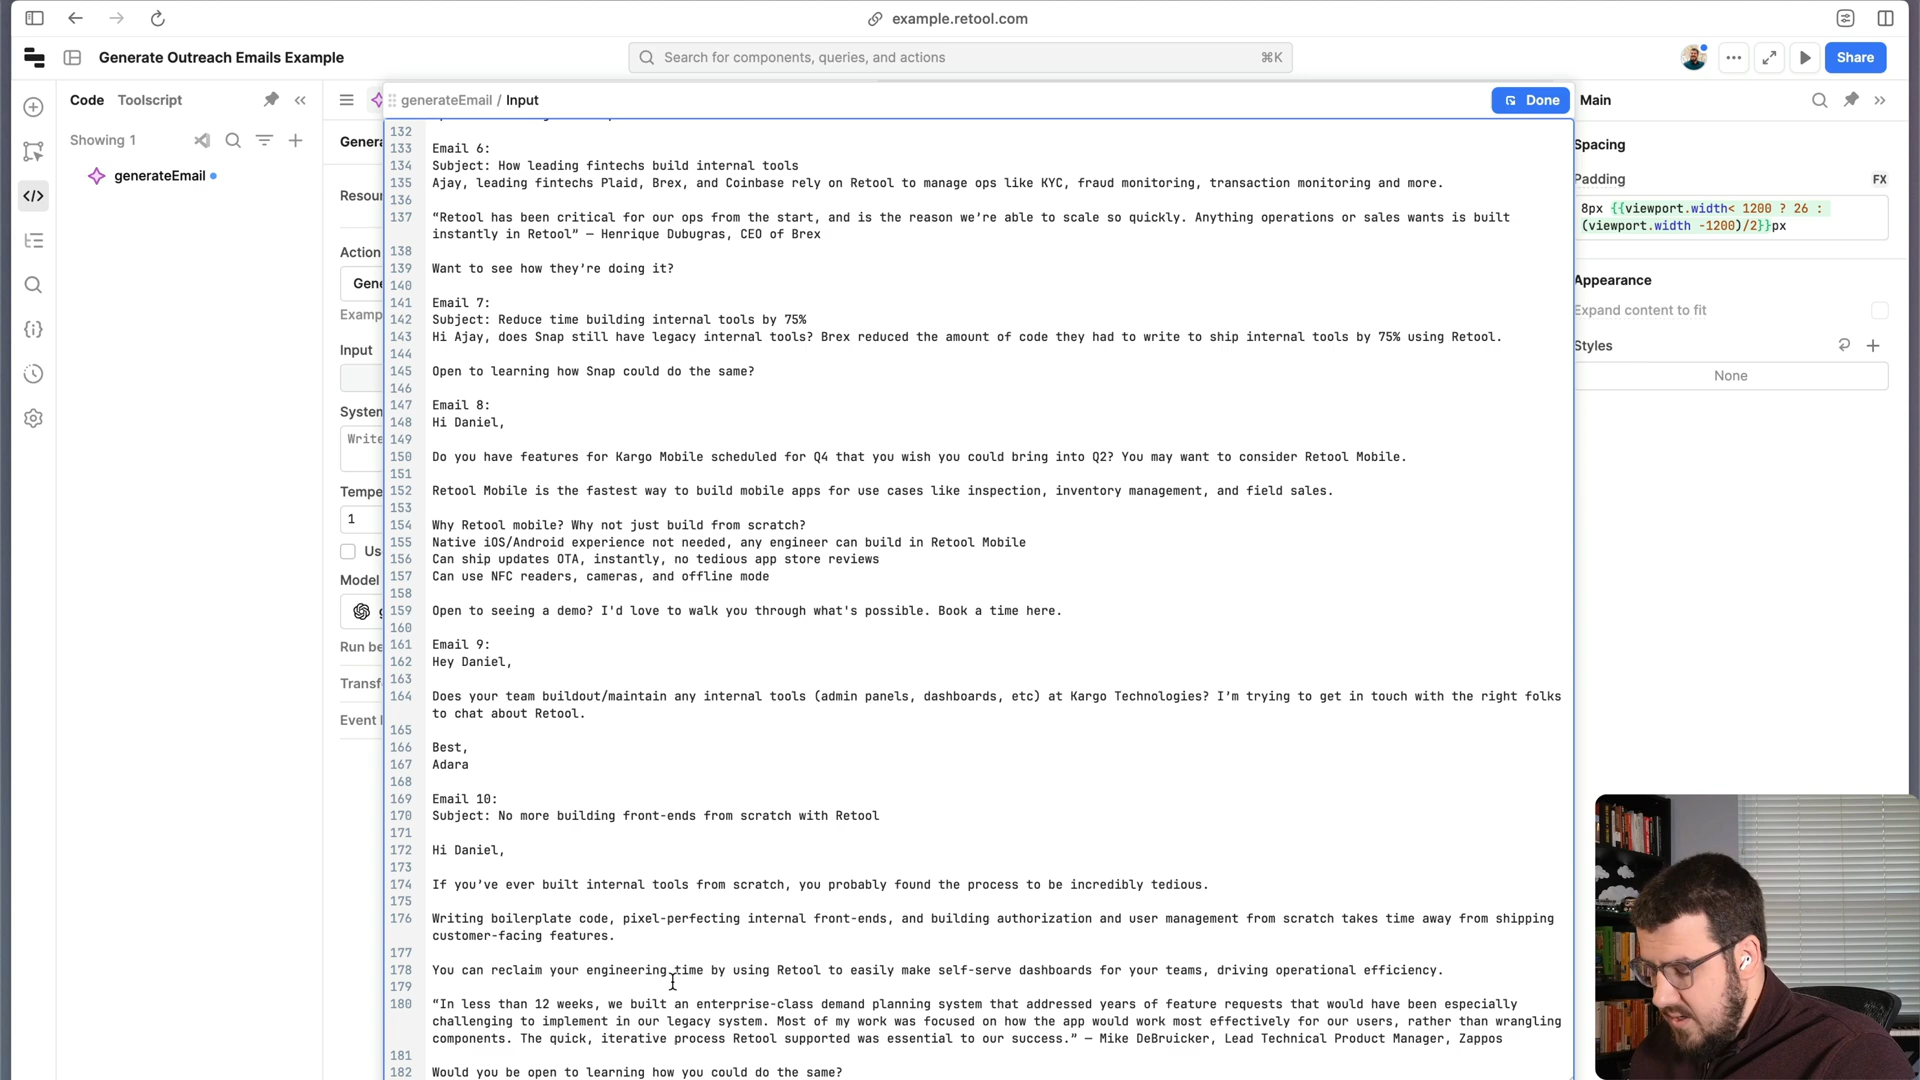 example.retool.com
Generate Outreach Emails Example
Search for components, queries, and actions
⌘K
Share
Code
Toolscript
generateEmail / Input
Done
Main
Showing 1
generateEmail
Spacing
Padding
FX
8px {{viewport.width< 1200 ? 26 :
(viewport.width -1200)/2}}px
Appearance
Expand content to fit
Styles
None
Action
Input
Model
1
132
133 Email 6:
134 Subject: How leading fintechs build internal tools
135 Ajay, leading fintechs Plaid, Brex, and Coinbase rely on Retool to manage ops like KYC, fraud monitoring, transaction monitoring and more.
136
137 “Retool has been critical for our ops from the start, and is the reason we’re able to scale so quickly. Anything operations or sales wants is built
instantly in Retool” — Henrique Dubugras, CEO of Brex
138
139 Want to see how they’re doing it?
140
141 Email 7:
142 Subject: Reduce time building internal tools by 75%
143 Hi Ajay, does Snap still have legacy internal tools? Brex reduced the amount of code they had to write to ship internal tools by 75% using Retool.
144
145 Open to learning how Snap could do the same?
146
147 Email 8:
148 Hi Daniel,
149
150 Do you have features for Kargo Mobile scheduled for Q4 that you wish you could bring into Q2? You may want to consider Retool Mobile.
151
152 Retool Mobile is the fastest way to build mobile apps for use cases like inspection, inventory management, and field sales.
153
154 Why Retool mobile? Why not just build from scratch?
155 Native iOS/Android experience not needed, any engineer can build in Retool Mobile
156 Can ship updates OTA, instantly, no tedious app store reviews
157 Can use NFC readers, cameras, and offline mode
158
159 Open to seeing a demo? I'd love to walk you through what's possible. Book a time here.
160
161 Email 9:
162 Hey Daniel,
163
164 Does your team buildout/maintain any internal tools (admin panels, dashboards, etc) at Kargo Technologies? I’m trying to get in touch with the right folks
to chat about Retool.
165
166 Best,
167 Adara
168
169 Email 10:
170 Subject: No more building front-ends from scratch with Retool
171
172 Hi Daniel,
173
174 If you’ve ever built internal tools from scratch, you probably found the process to be incredibly tedious.
175
176 Writing boilerplate code, pixel-perfecting internal front-ends, and building authorization and user management from scratch takes time away from shipping
customer-facing features.
177
178 You can reclaim your engineering time by using Retool to easily make self-serve dashboards for your teams, driving operational efficiency.
179
180 “In less than 12 weeks, we built an enterprise-class demand planning system that addressed years of feature requests that would have been especially
challenging to implement in our legacy system. Most of my work was focused on how the app would work most effectively for our users, rather than wrangling
components. The quick, iterative process Retool supported was essential to our success.” — Mike DeBruicker, Lead Technical Product Manager, Zappos
181
182 Would you be open to learning how you could do the same?